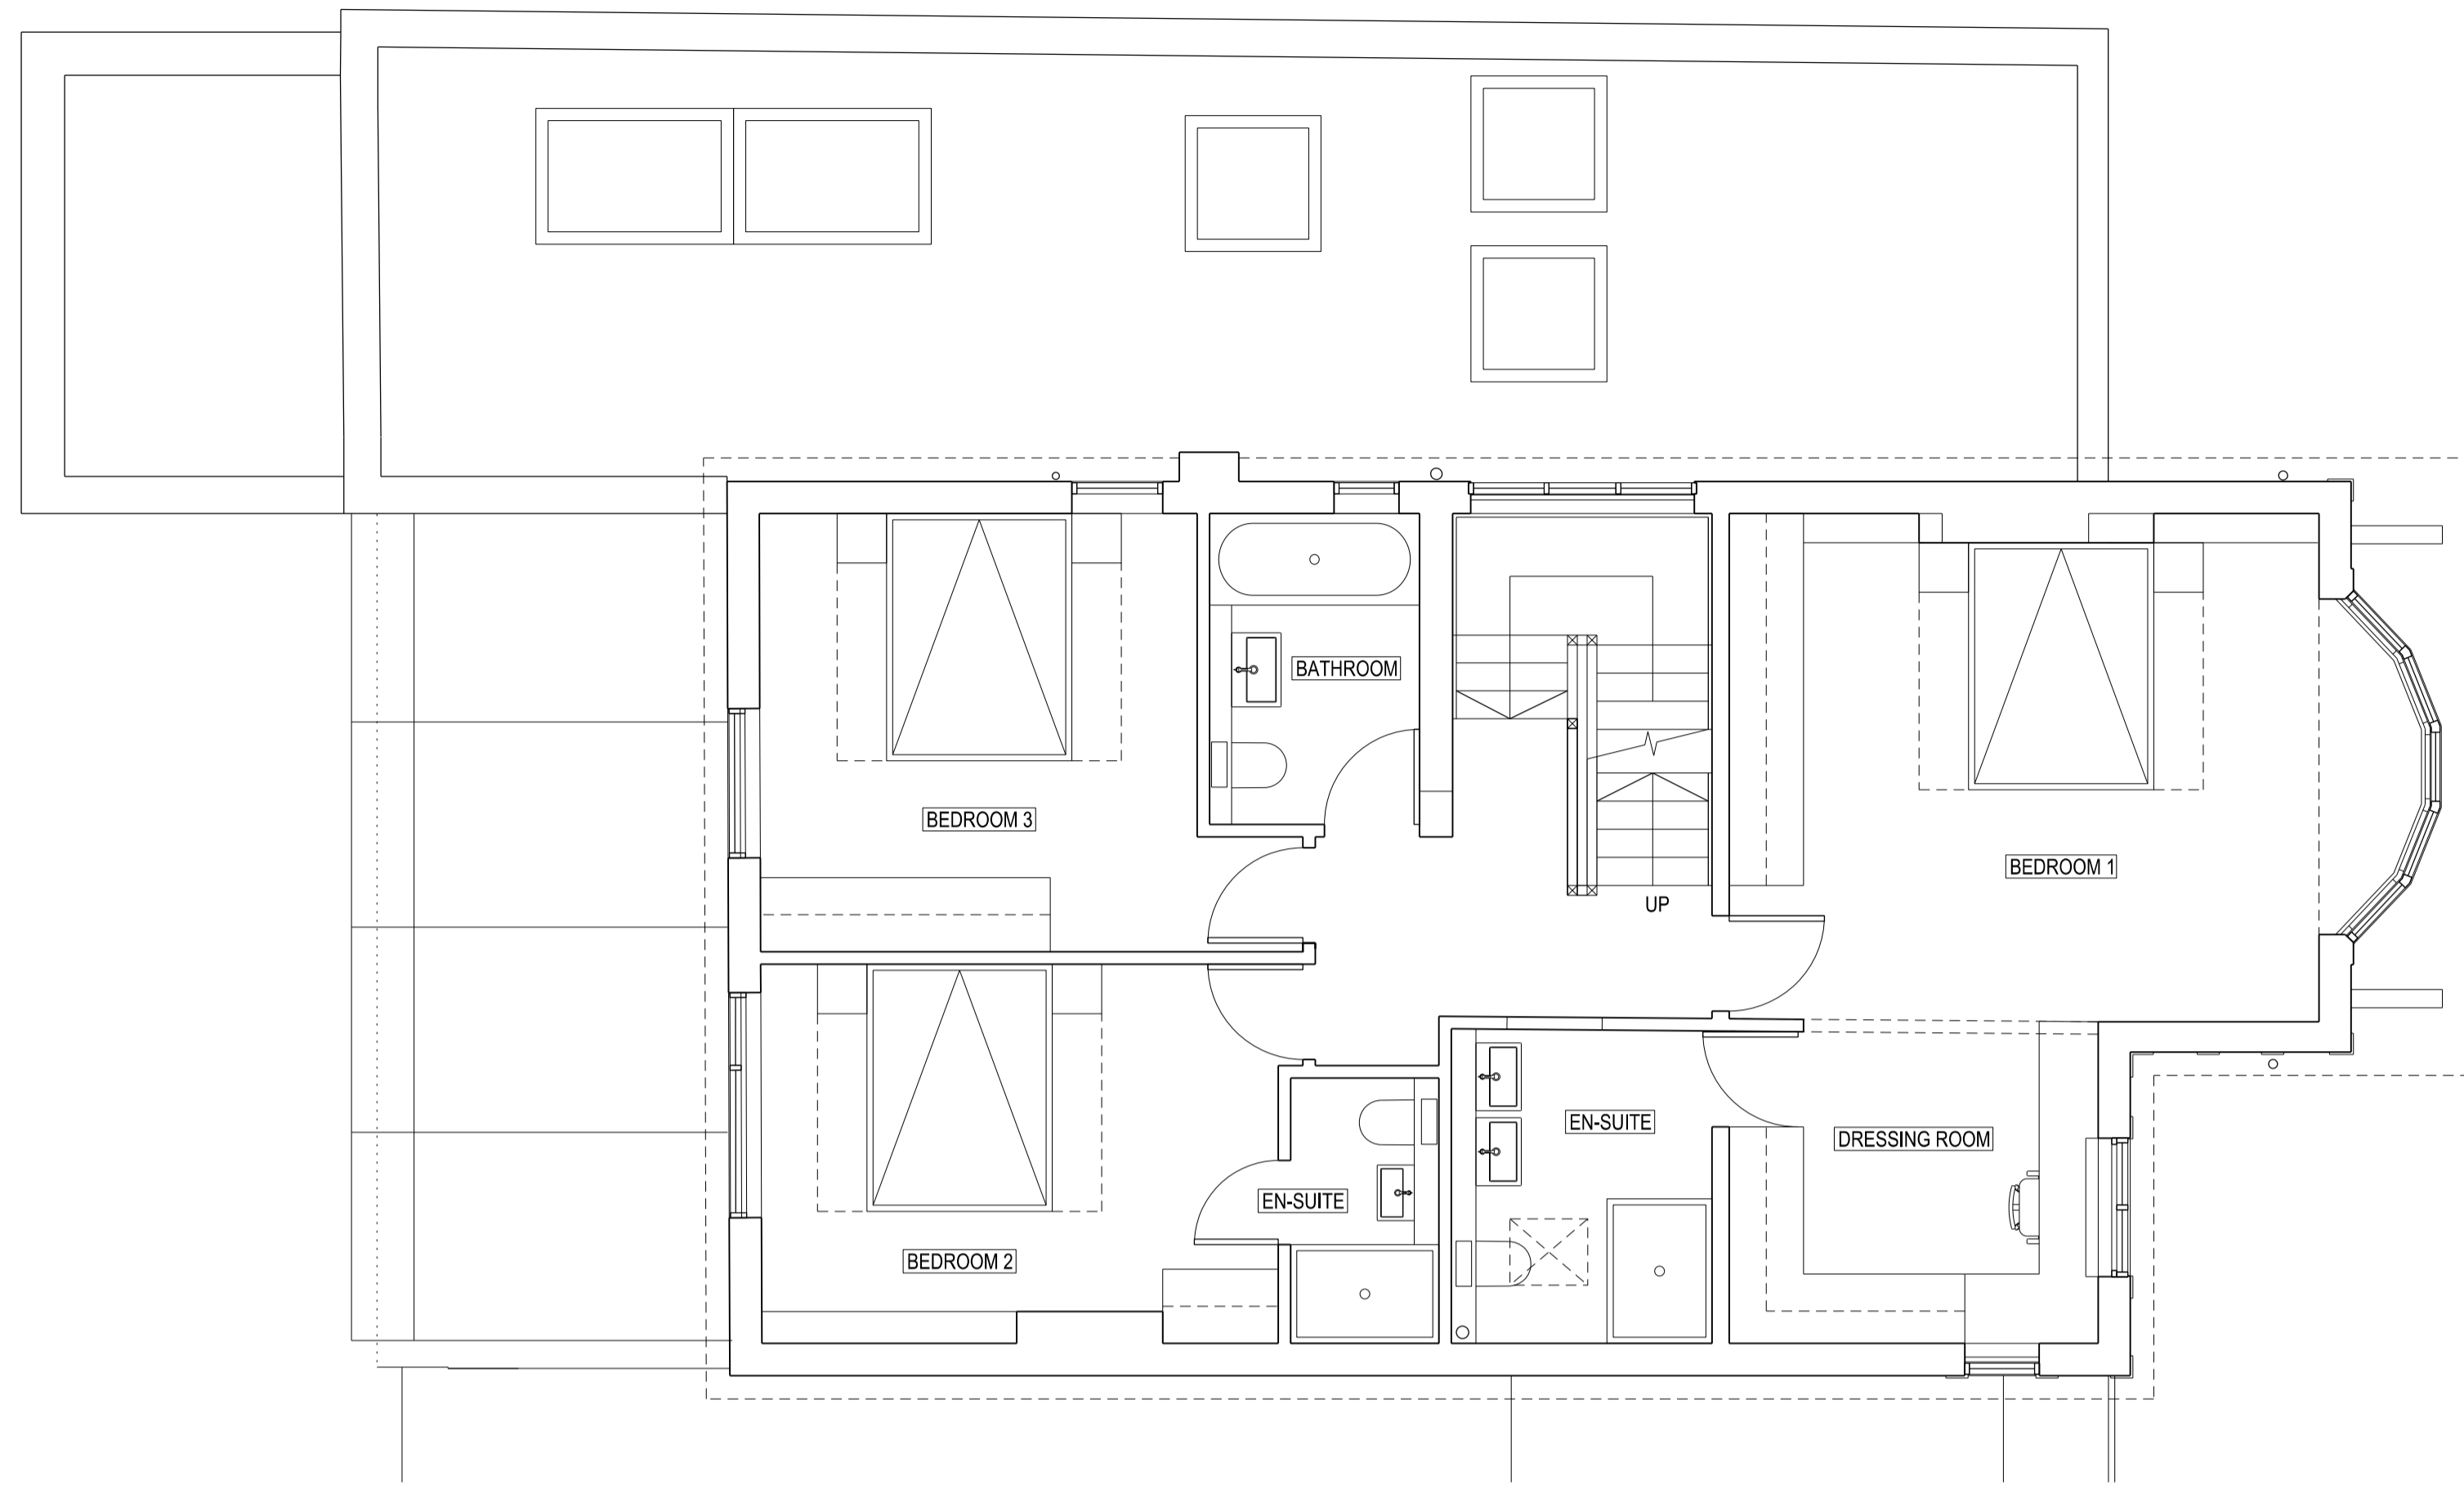 BATHROOM
BEDROOM 3
BEDROOM 1
UP
EN-SUITE
DRESSING ROOM
EN-SUITE
BEDROOM 2